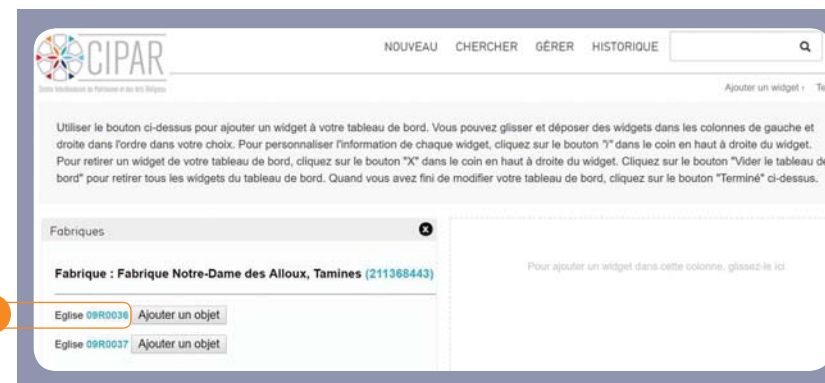 CIPAR
NOUVEAU CHERCHER GÉRER HISTORIQUE
Ajouter un widget › Te
Utiliser le bouton ci-dessus pour ajouter un widget à votre tableau de bord. Vous pouvez glisser et déposer des widgets dans les colonnes de gauche et
droite dans l'ordre dans votre choix. Pour personnaliser l'information de chaque widget, cliquez sur le bouton "i" dans le coin en haut à droite du widget.
Pour retirer un widget de votre tableau de bord, cliquez sur le bouton "X" dans le coin en haut à droite du widget. Cliquez sur le bouton "Vider le tableau de
bord" pour retirer tous les widgets du tableau de bord. Quand vous avez fini de modifier votre tableau de bord, cliquez sur le bouton "Terminé" ci-dessus.
Fabriques
Pour ajouter un widget dans cette colonne, glissez-le ici
Fabrique : Fabrique Notre-Dame des Alloux, Tamines (211368443)
Eglise 09R0036 Ajouter un objet
Eglise 09R0037 Ajouter un objet